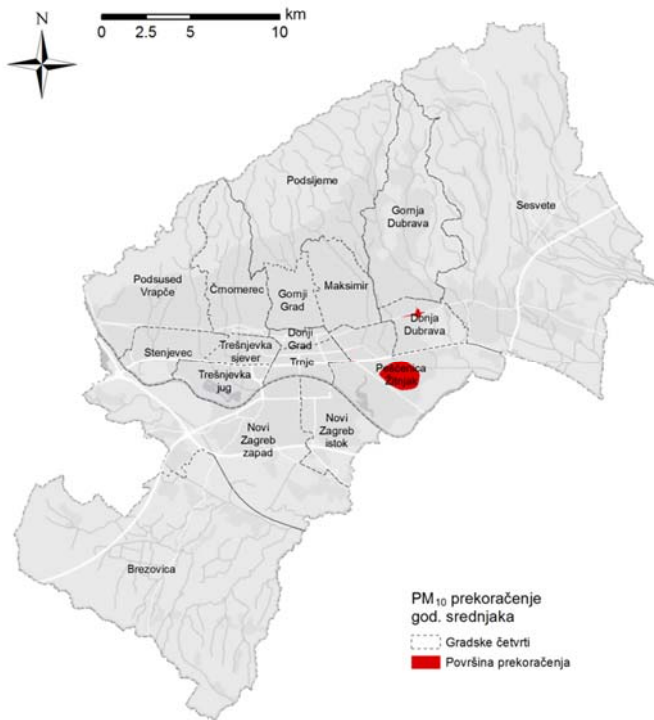 N
km
0 2.5 5 10
Podsljeme
Gornja
Dubrava
Sesvete
Podsused
Vrapče
Črnomerec
Gornji
Grad
Maksimir
Donji
Grad
Donja
Dubrava
Stenjevec
Trešnjevka
sjever
Trnje
Trešnjevka
jug
Peščenica
Žitnjak
Novi
Zagreb
zapad
Novi
Zagreb
istok
Brezovica
PM₁₀ prekoračenje
god. srednjaka
Gradske četvrti
Površina prekoračenja